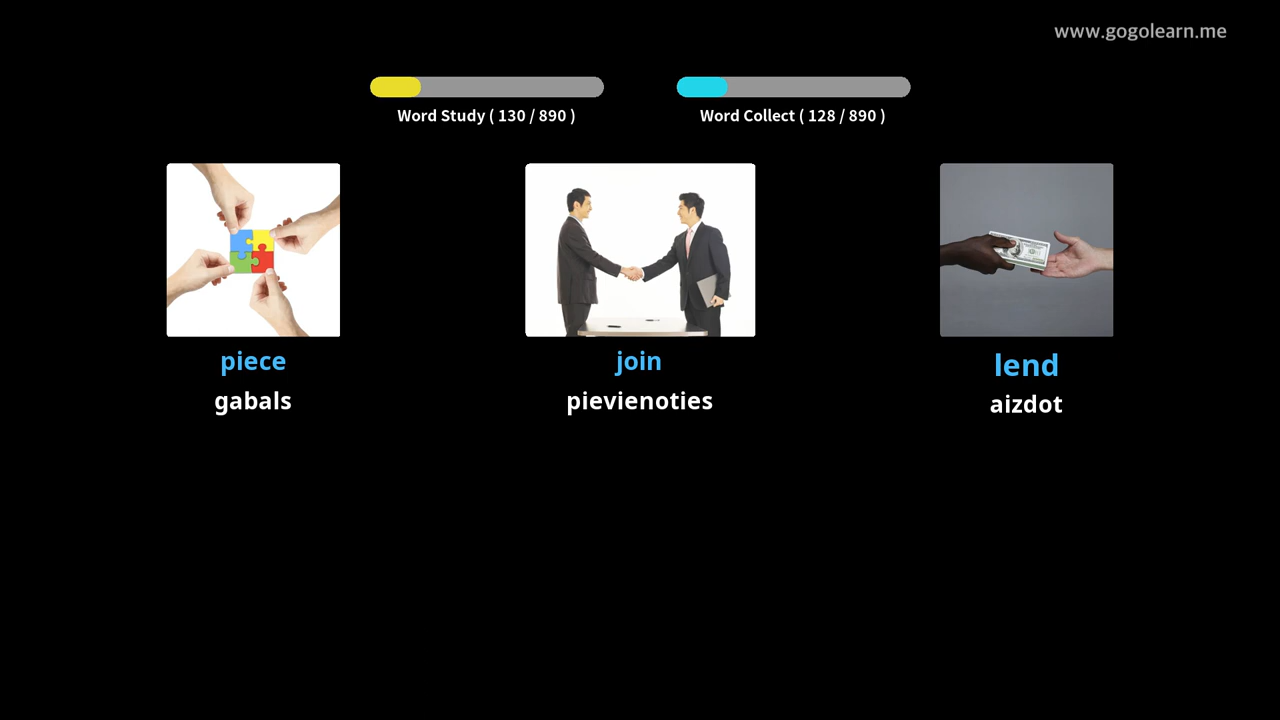 www.gogolearn.me
Word Study ( 130 / 890 )
Word Collect ( 128 / 890 )
piece
gabals
join
pievienoties
lend
aizdot